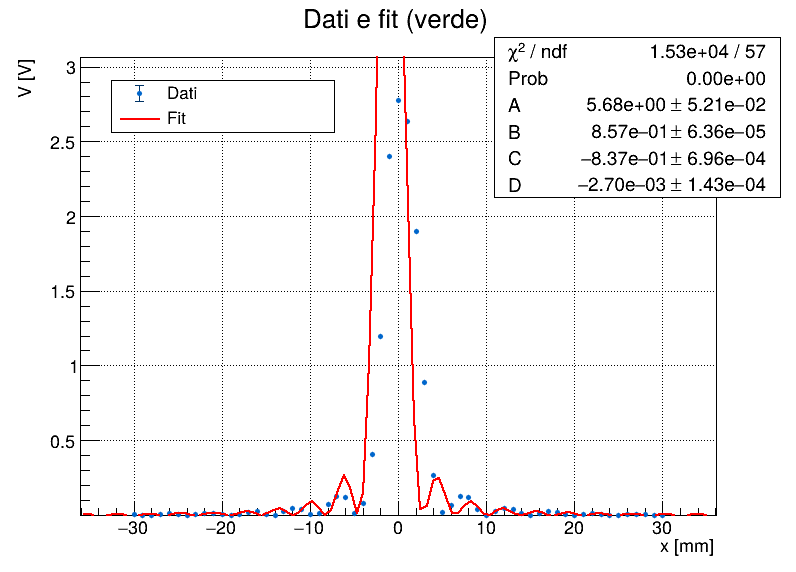 Dati e fit (verde)
χ² / ndf 1.53e+04 / 57
Prob 0.00e+00
A 5.68e+00 ± 5.21e−02
B 8.57e−01 ± 6.36e−05
C −8.37e−01 ± 6.96e−04
D −2.70e−03 ± 1.43e−04
V [V]
Dati
Fit
3
2.5
2
1.5
1
0.5
−30 −20 −10 0 10 20 30
x [mm]